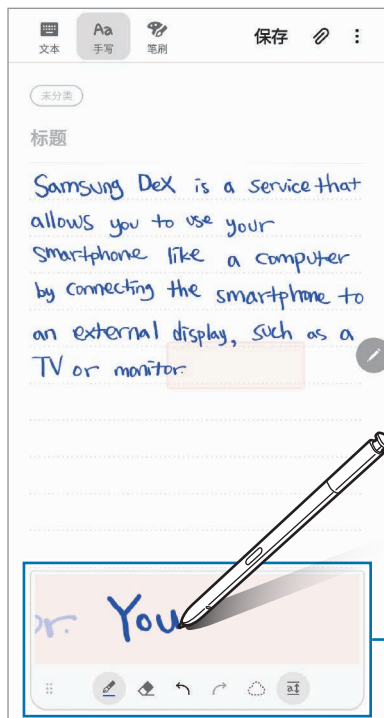 文本 手写 笔刷 保存
未分类
标题
Samsung DeX is a service that
allows you to use your
smartphone like a computer
by connecting the smartphone to
an external display, such as a
TV or monitor.
or. You